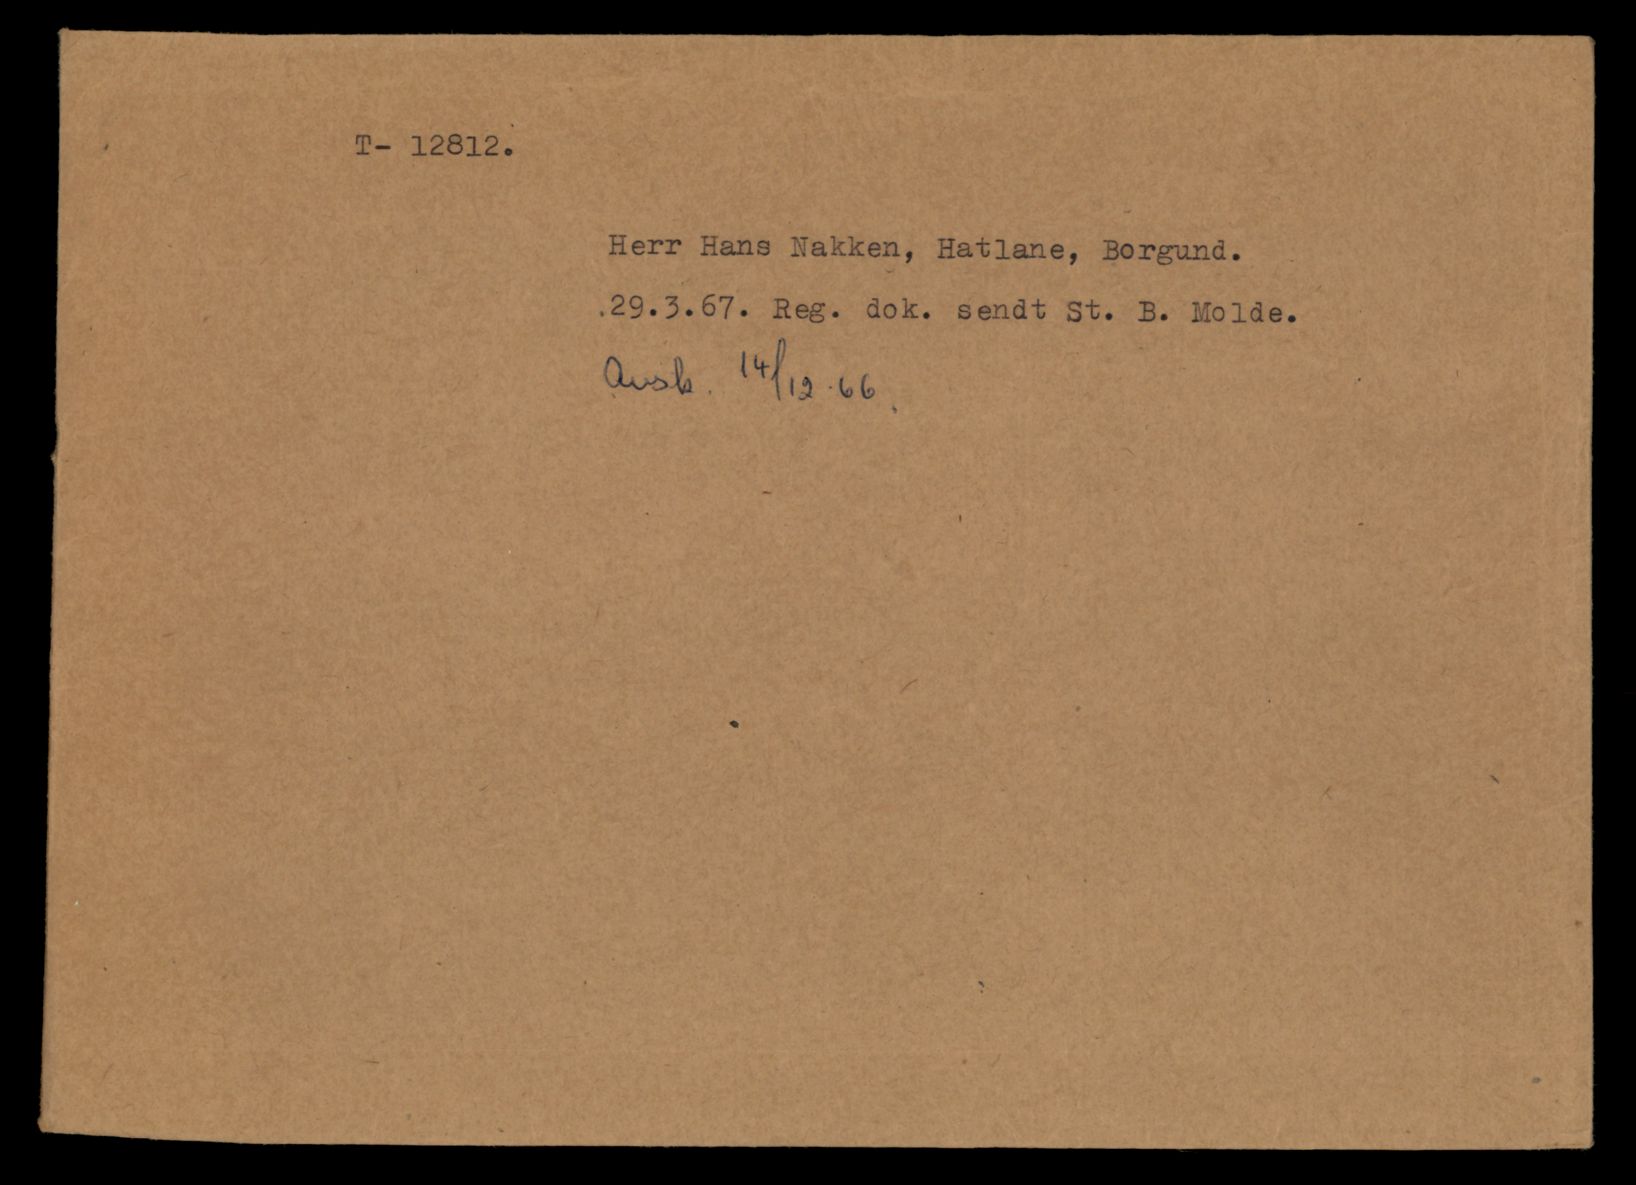 T- 12812.
Herr Hans Nakken, Hatlane, Borgund.
29.3.67. Reg. dok. sendt St. B. Molde.
Avsk. 14/12-66.